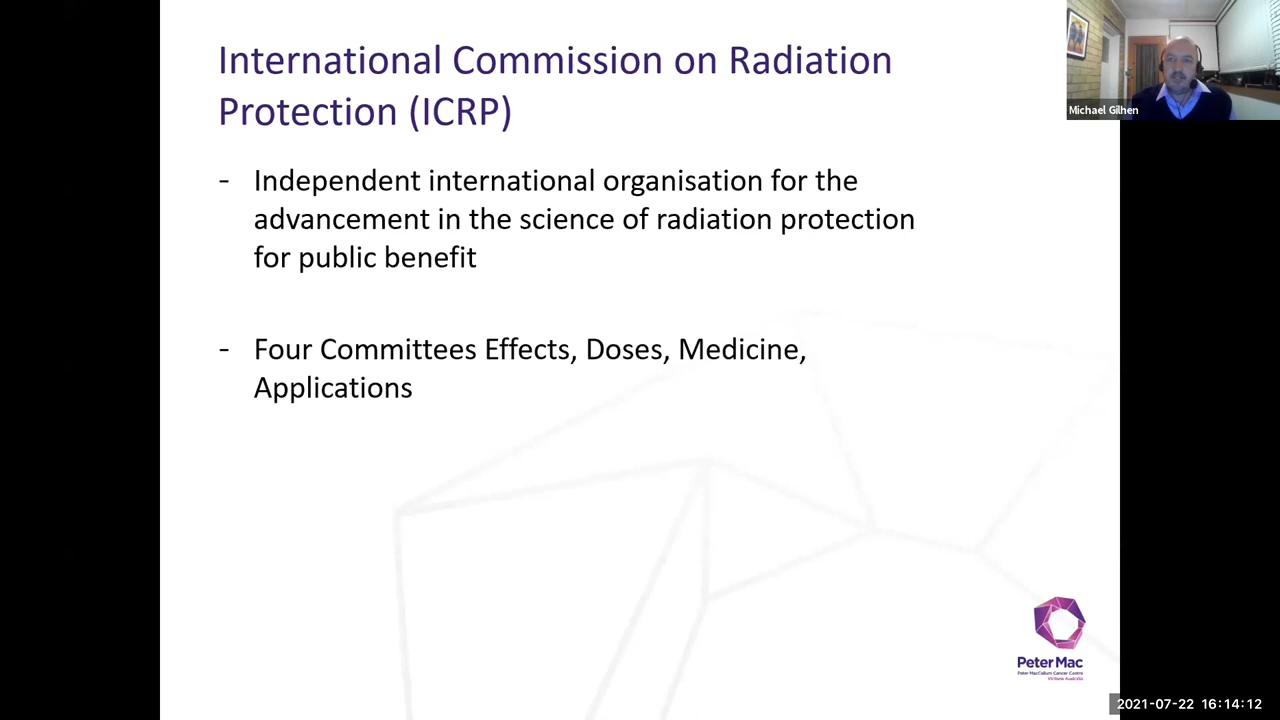 International Commission on Radiation
Protection (ICRP)
- Independent international organisation for the
advancement in the science of radiation protection
for public benefit
- Four Committees Effects, Doses, Medicine,
Applications
Michael Gilhen
Peter Mac
Peter MacCallum Cancer Centre
Victoria Australia
2021-07-22 16:14:12